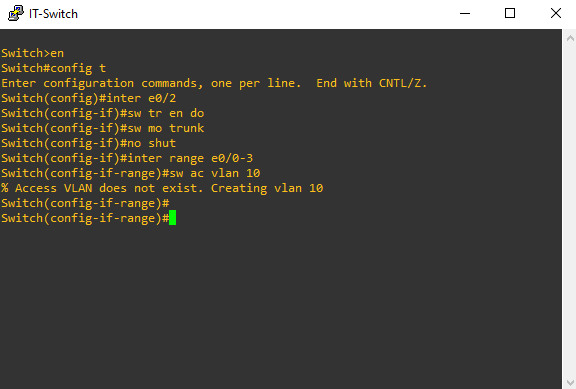 IT-Switch
Switch>en
Switch#config t
Enter configuration commands, one per line.  End with CNTL/Z.
Switch(config)#inter e0/2
Switch(config-if)#sw tr en do
Switch(config-if)#sw mo trunk
Switch(config-if)#no shut
Switch(config-if)#inter range e0/0-3
Switch(config-if-range)#sw ac vlan 10
% Access VLAN does not exist. Creating vlan 10
Switch(config-if-range)#
Switch(config-if-range)#